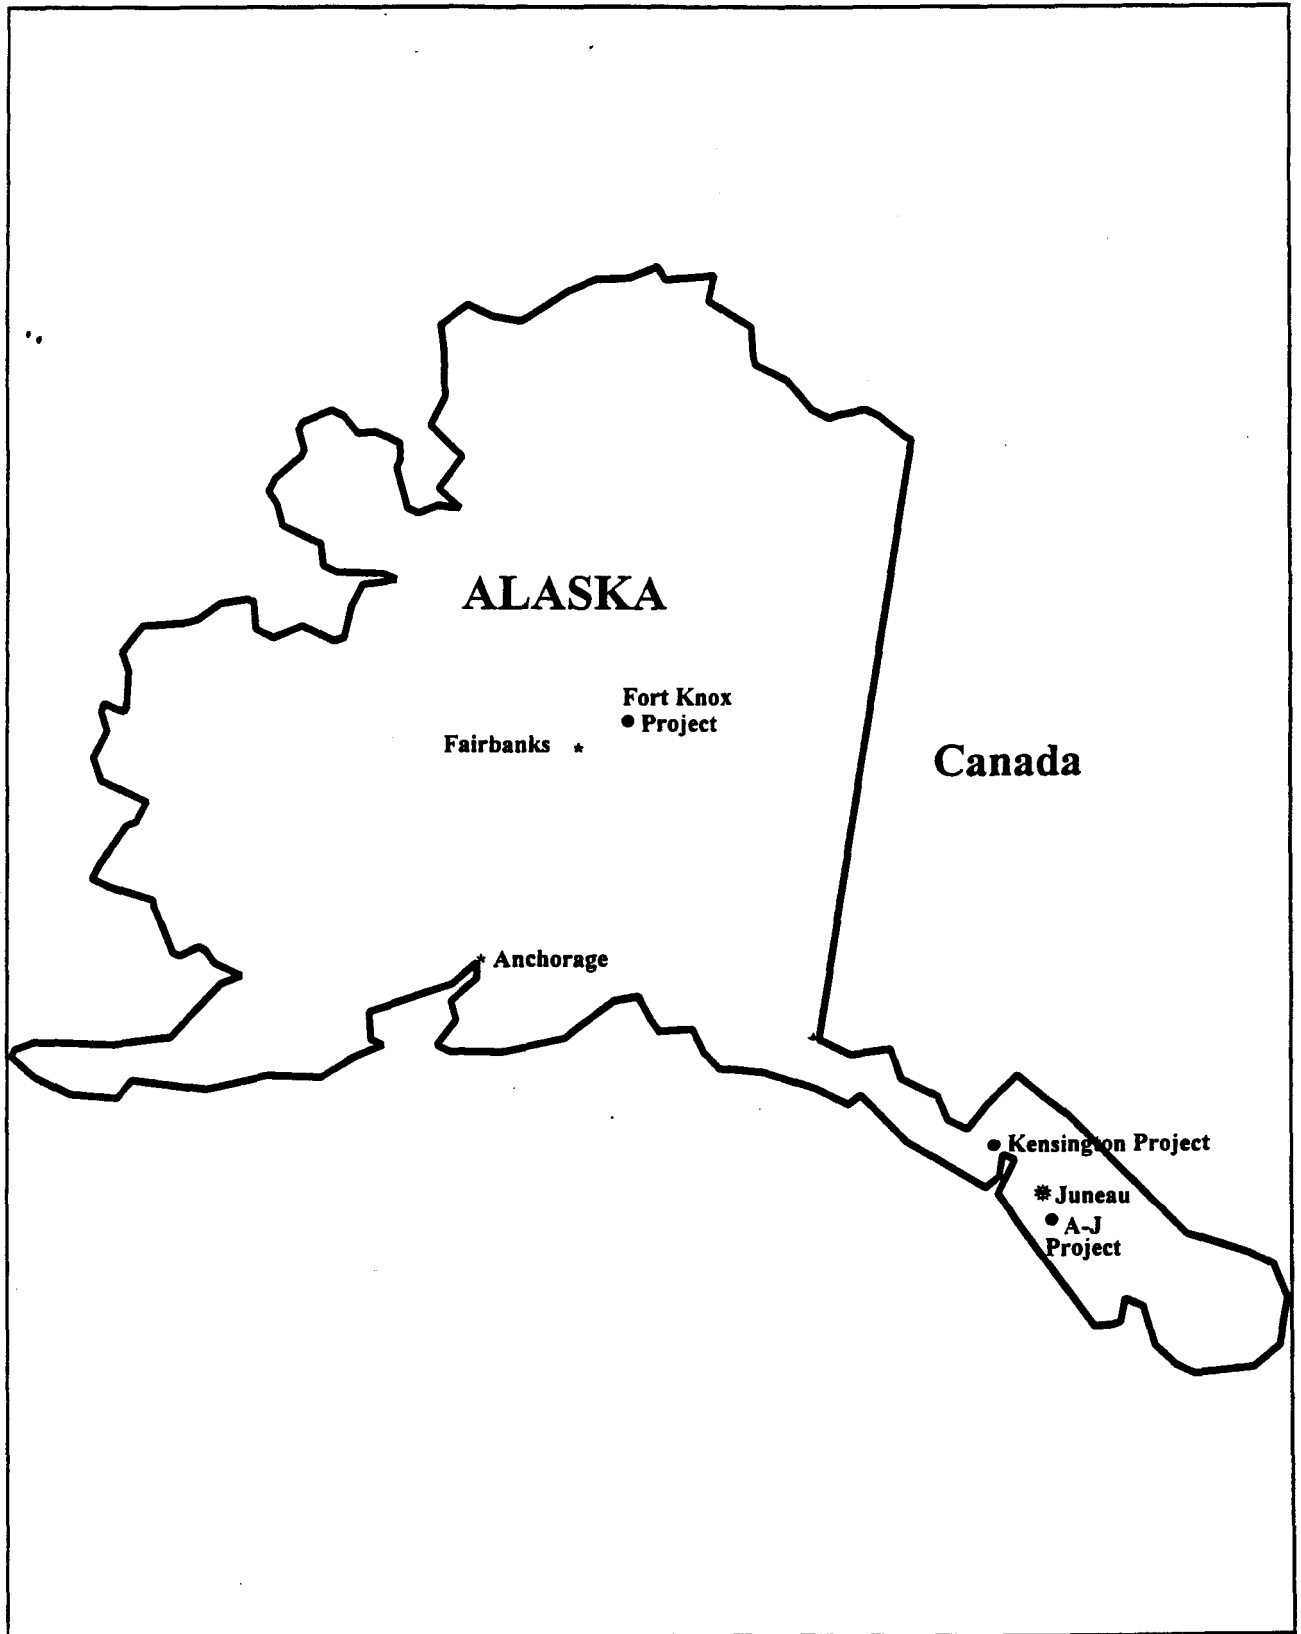 ALASKA
Fort Knox
Project
Fairbanks
Canada
Anchorage
Kensington Project
Juneau
A-J
Project